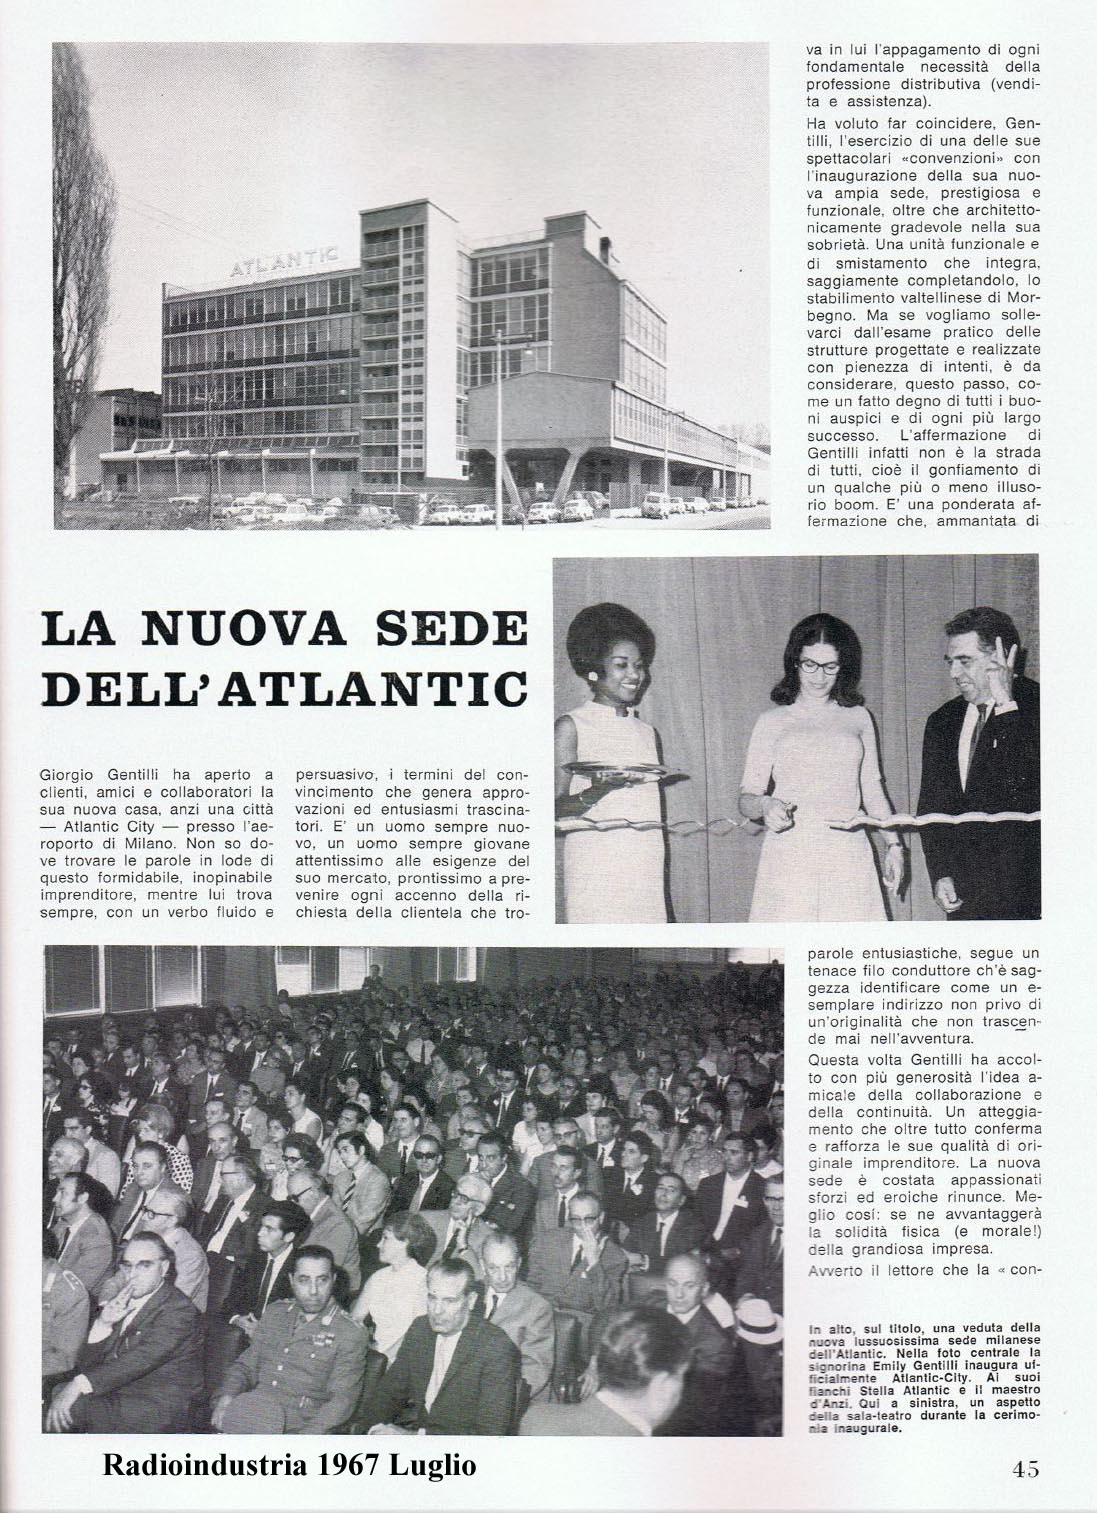 ATLANTIC
LA NUOVA SEDE
DELL'ATLANTIC
Giorgio Gentilli ha aperto a
clienti, amici e collaboratori la
sua nuova casa, anzi una città
— Atlantic City — presso l'ae-
roporto di Milano. Non so do-
ve trovare le parole in lode di
questo formidabile, inopinabile
imprenditore, mentre lui trova
sempre, con un verbo fluido e
persuasivo, i termini del con-
vincimento che genera appro-
vazioni ed entusiasmi trascina-
tori. E' un uomo sempre nuo-
vo, un uomo sempre giovane
attentissimo alle esigenze del
suo mercato, prontissimo a pre-
venire ogni accenno della ri-
chiesta della clientela che tro-
va in lui l'appagamento di ogni
fondamentale necessità della
professione distributiva (vendi-
ta e assistenza).
Ha voluto far coincidere, Gen-
tilli, l'esercizio di una delle sue
spettacolari «convenzioni» con
l'inaugurazione della sua nuo-
va ampia sede, prestigiosa e
funzionale, oltre che architetto-
nicamente gradevole nella sua
sobrietà. Una unità funzionale e
di smistamento che integra,
saggiamente completandolo, lo
stabilimento valtellinese di Mor-
begno. Ma se vogliamo solle-
varci dall'esame pratico delle
strutture progettate e realizzate
con pienezza di intenti, è da
considerare, questo passo, co-
me un fatto degno di tutti i buo-
ni auspici e di ogni più largo
successo. L'affermazione di
Gentilli infatti non è la strada
di tutti, cioè il gonfiamento di
un qualche più o meno illuso-
rio boom. E' una ponderata af-
fermazione che, ammantata di
parole entusiastiche, segue un
tenace filo conduttore ch'è sag-
gezza identificare come un e-
semplare indirizzo non privo di
un'originalità che non trascen-
de mai nell'avventura.
Questa volta Gentilli ha accol-
to con più generosità l'idea a-
micale della collaborazione e
della continuità. Un atteggia-
mento che oltre tutto conferma
e rafforza le sue qualità di ori-
ginale imprenditore. La nuova
sede è costata appassionati
sforzi ed eroiche rinunce. Me-
glio così: se ne avvantaggerà
la solidità fisica (e morale!)
della grandiosa impresa.
Avverto il lettore che la « con-
In alto, sul titolo, una veduta della
nuova lussuosissima sede milanese
dell'Atlantic. Nella foto centrale la
signorina Emily Gentilli inaugura uf-
ficialmente Atlantic-City. Ai suoi
fianchi Stella Atlantic e il maestro
d'Anzi. Qui a sinistra, un aspetto
della sala-teatro durante la cerimo-
nia inaugurale.
Radioindustria 1967 Luglio
45